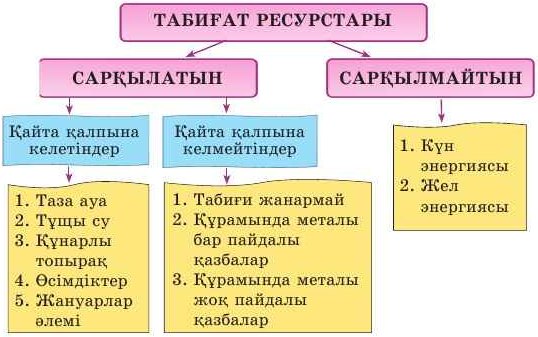 ТАБИҒАТ РЕСУРСТАРЫ
САРҚЫЛАТЫН
САРҚЫЛМАЙТЫН
Қайта қалпына
келетіндер
Қайта қалпына
келмейтіндер
1. Таза ауа
2. Тұщы су
3. Құнарлы
топырақ
4. Өсімдіктер
5. Жануарлар
әлемі
1. Табиғи жанармай
2. Құрамында металы
бар пайдалы
қазбалар
3. Құрамында металы
жоқ пайдалы
қазбалар
1. Күн
энергиясы
2. Жел
энергиясы